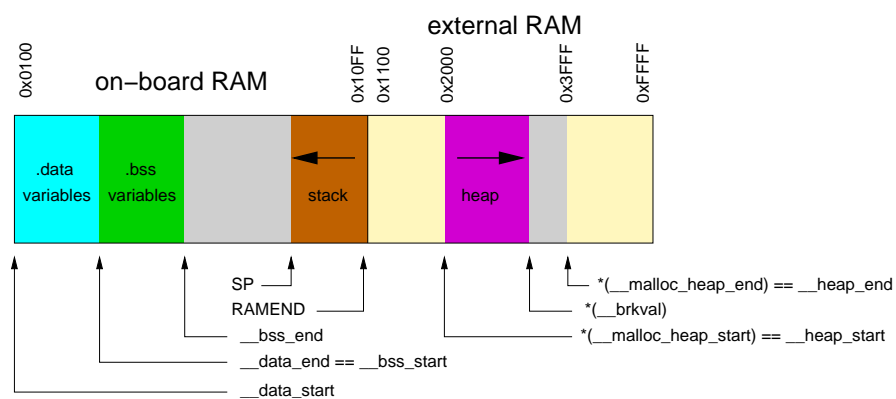 external RAM
on−board RAM
0x0100
0x10FF
0x1100
0x2000
0x3FFF
0xFFFF
.data
variables
.bss
variables
stack
heap
SP
RAMEND
__bss_end
__data_end == __bss_start
__data_start
*(__malloc_heap_end) == __heap_end
*(__brkval)
*(__malloc_heap_start) == __heap_start